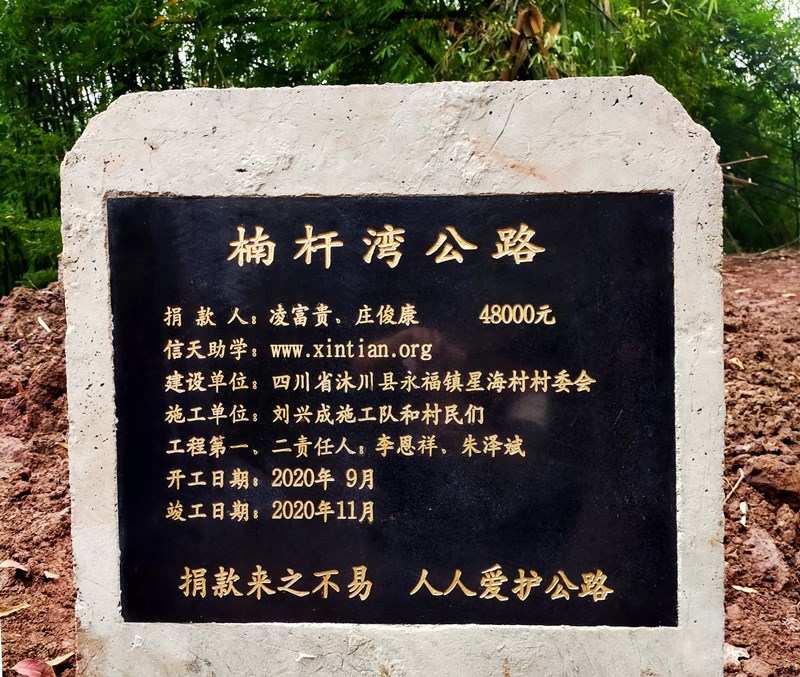 楠杆湾公路
捐 款 人：凌富贵、庄俊康 48000元
信天助学：www.xintian.org
建设单位：四川省沐川县永福镇星海村村委会
施工单位：刘兴成施工队和村民们
工程第一、二责任人：李恩祥、朱泽斌
开工日期：2020年 9月
竣工日期：2020年11月
捐款来之不易 人人爱护公路